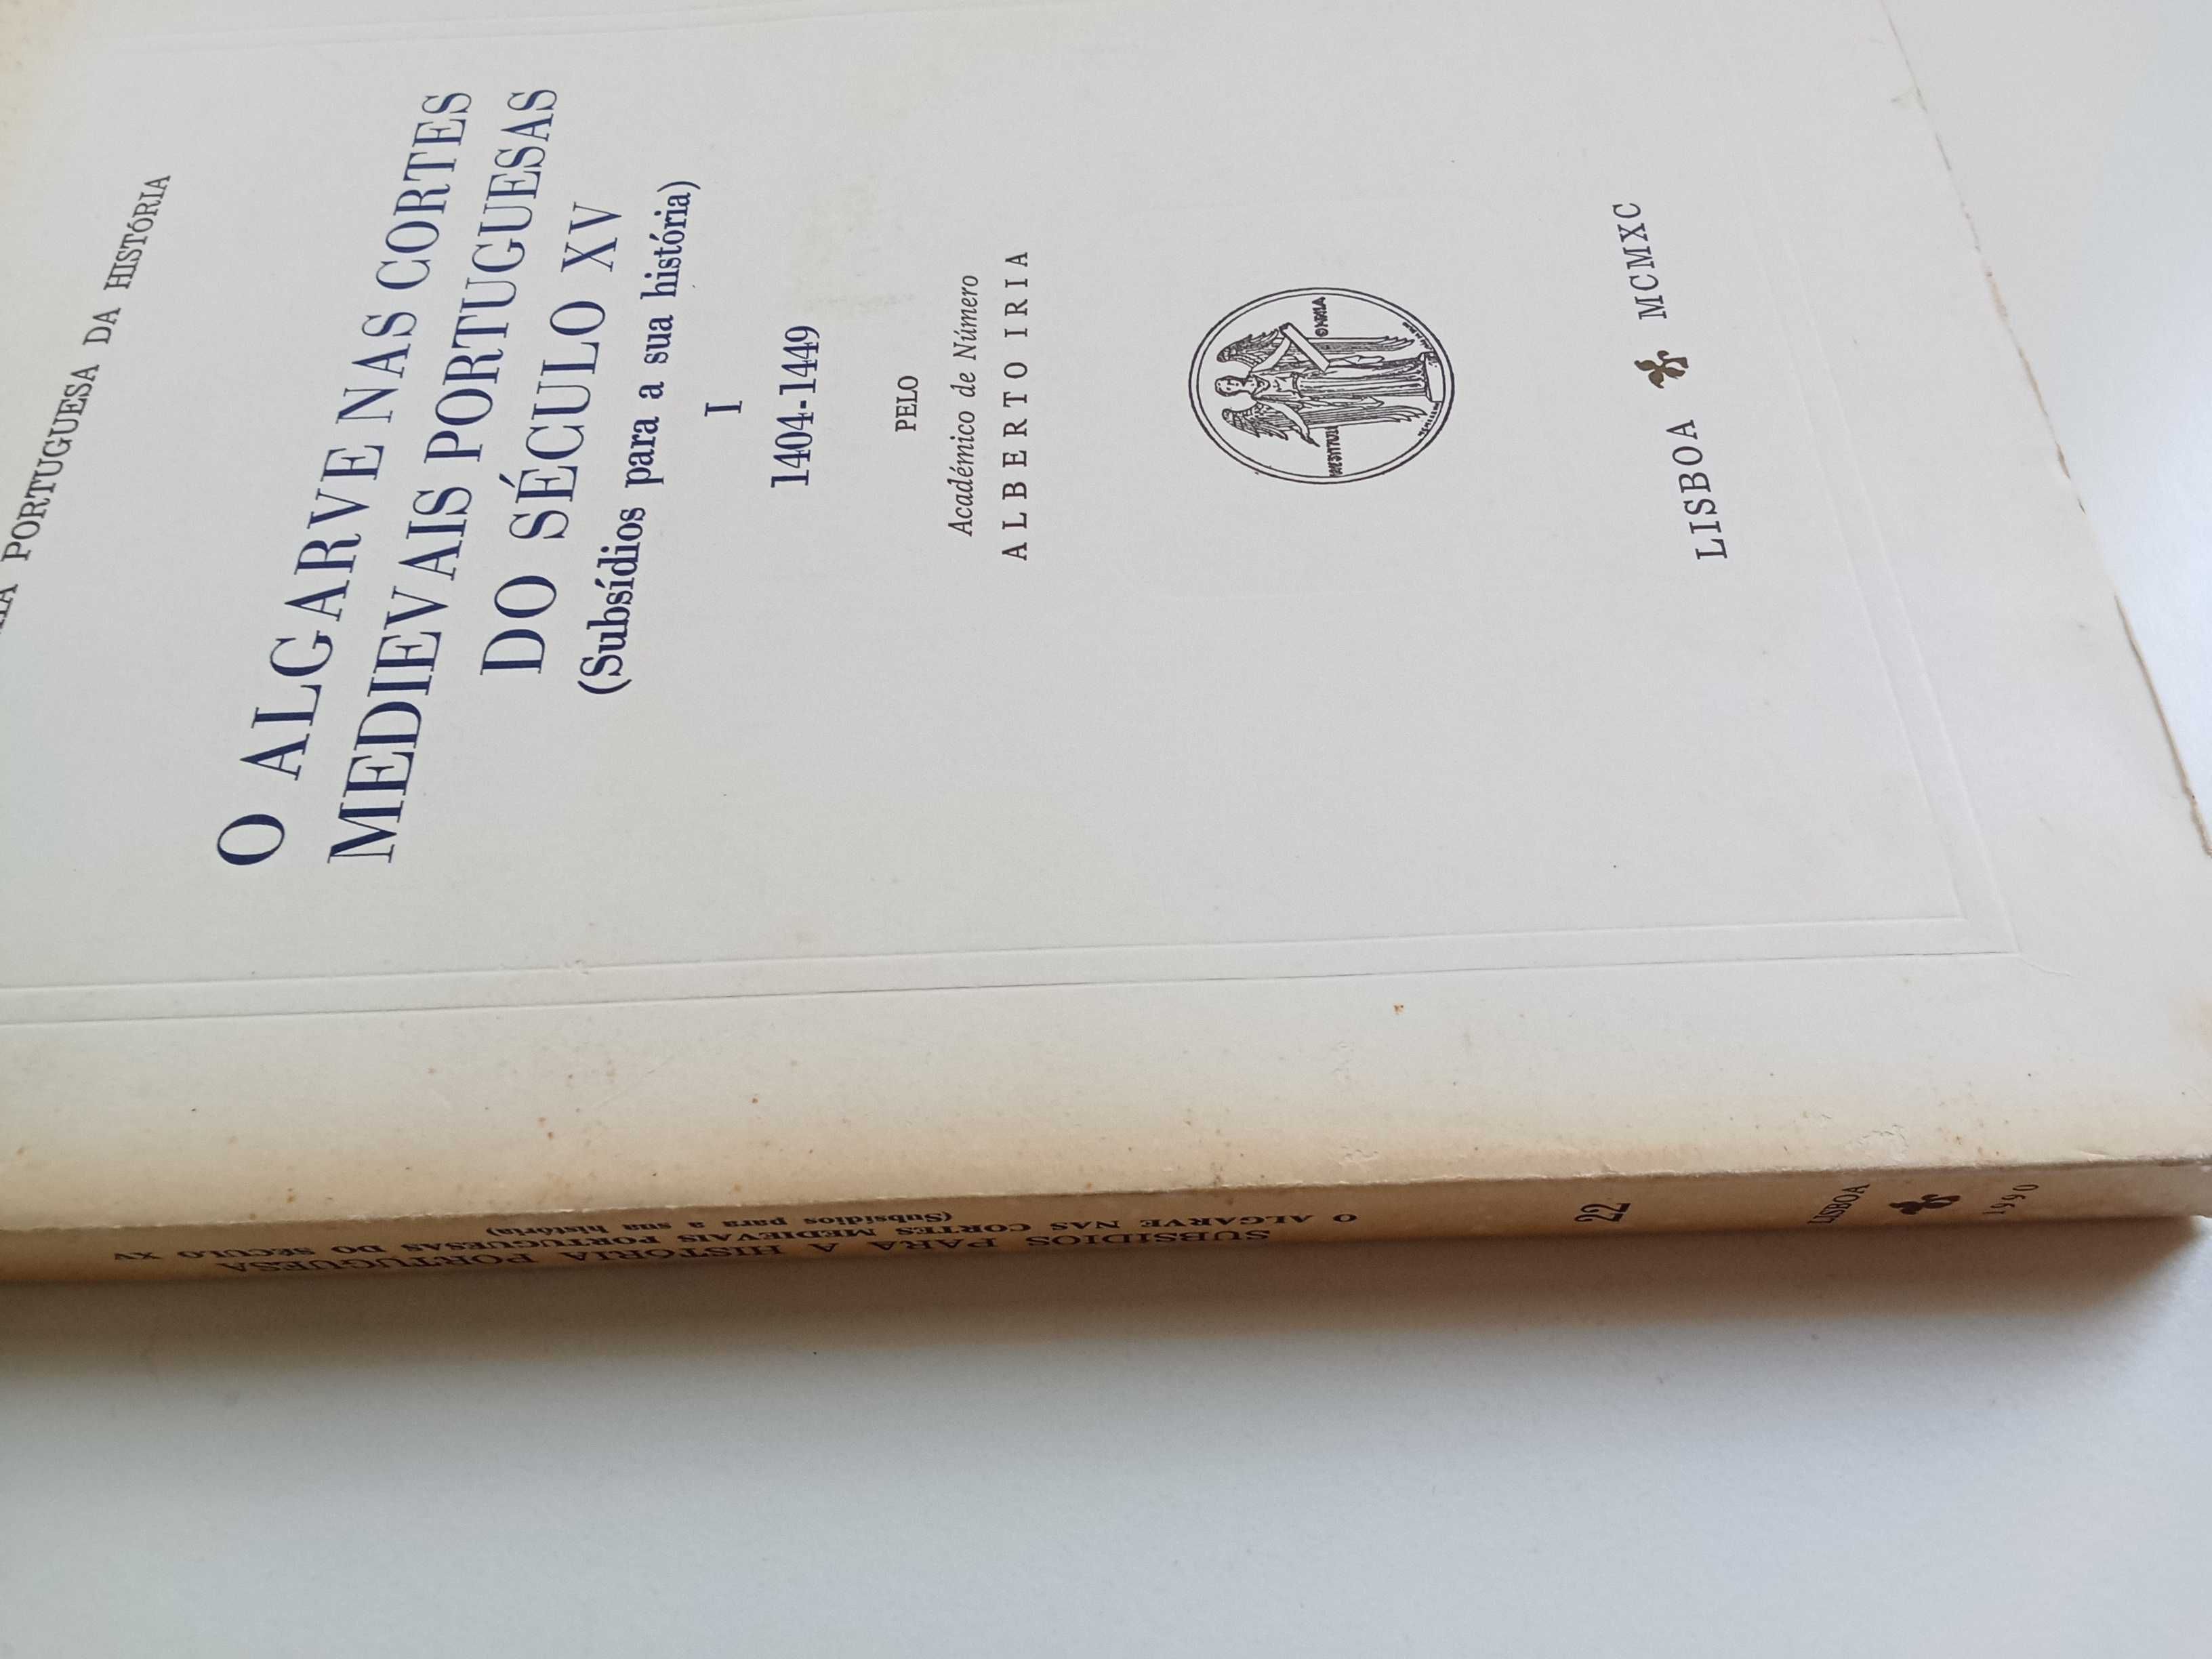 PORTUGUESA DA HISTÓRIA
O ALGARVE NAS CORTES
MEDIEVAIS PORTUGUESAS
DO SÉCULO XV
(Subsídios para a sua história)
I
1404-1449
PELO
Académico de Número
ALBERTO IRIA
RESTITUET
OMNIA
LISBOA MCMXC
SUBSÍDIOS PARA A HISTÓRIA PORTUGUESA
O ALGARVE NAS CORTES MEDIEVAIS PORTUGUESAS DO SÉCULO XV
(Subsídios para a sua história)
22
LISBOA
1990